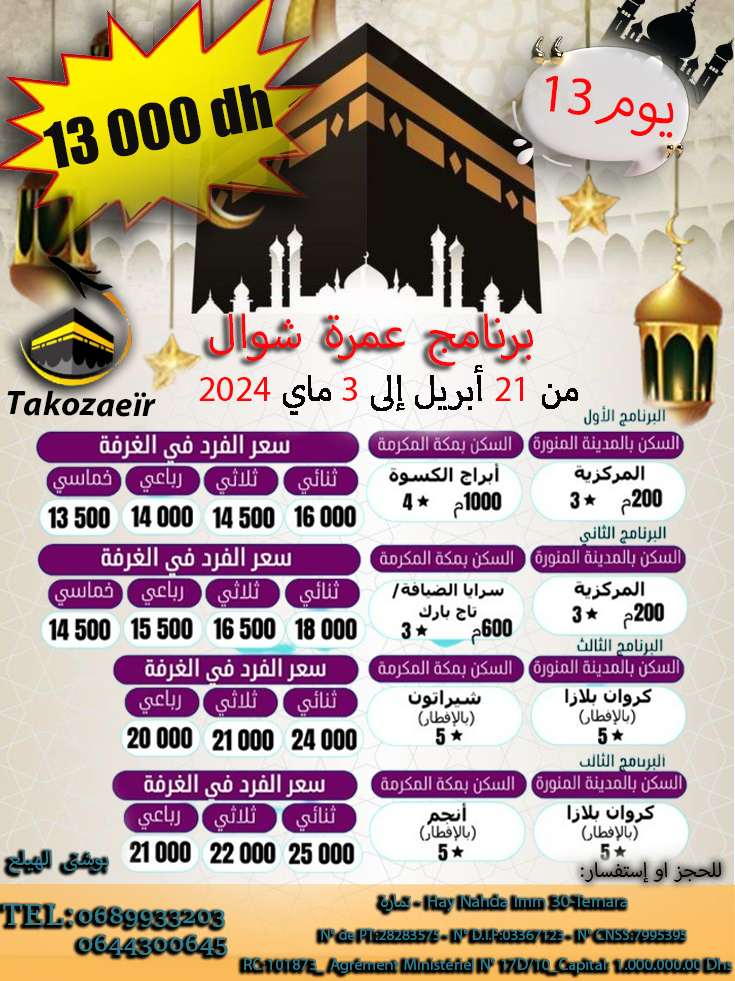 13 000 dh
13 يوم
Takozaeïr
برنامج عمرة شوال
من 21 أبريل إلى 3 ماي 2024
البرنامج الأول
السكن بالمدينة المنورة
السكن بمكة المكرمة
سعر الفرد في الغرفة
المركزية
200م
3 ★
أبراج الكسوة
1000م
4 ★
ثنائي ثلاثي رباعي خماسي
16 000 14 500 14 000 13 500
البرنامج الثاني
السكن بالمدينة المنورة
السكن بمكة المكرمة
سعر الفرد في الغرفة
المركزية
200م
3 ★
سرايا الضيافة/
تاج بارك
600م
3 ★
ثنائي ثلاثي رباعي خماسي
18 000 16 500 15 500 14 500
البرنامج الثالث
السكن بالمدينة المنورة
السكن بمكة المكرمة
سعر الفرد في الغرفة
كروان بلازا
(بالإفطار)
5 ★
شيراتون
(بالإفطار)
5 ★
ثنائي ثلاثي رباعي
24 000 21 000 20 000
البرنامج الثالث
السكن بالمدينة المنورة
السكن بمكة المكرمة
سعر الفرد في الغرفة
كروان بلازا
(بالإفطار)
5 ★
أنجم
(بالإفطار)
5 ★
ثنائي ثلاثي رباعي
25 000 22 000 21 000
للحجز او إستفسار:
بوشتى الهيلع
TEL:0689933203
0644300645
Hay Nahda Imm 30-Temara - تمارة
N° de PT:28283575 - N° D.I.F:03367123 - N° CNSS:7995395
RC:101873_ Agrément Ministériel N° 17D/10_Capital: 1.000.000.00 Dhs